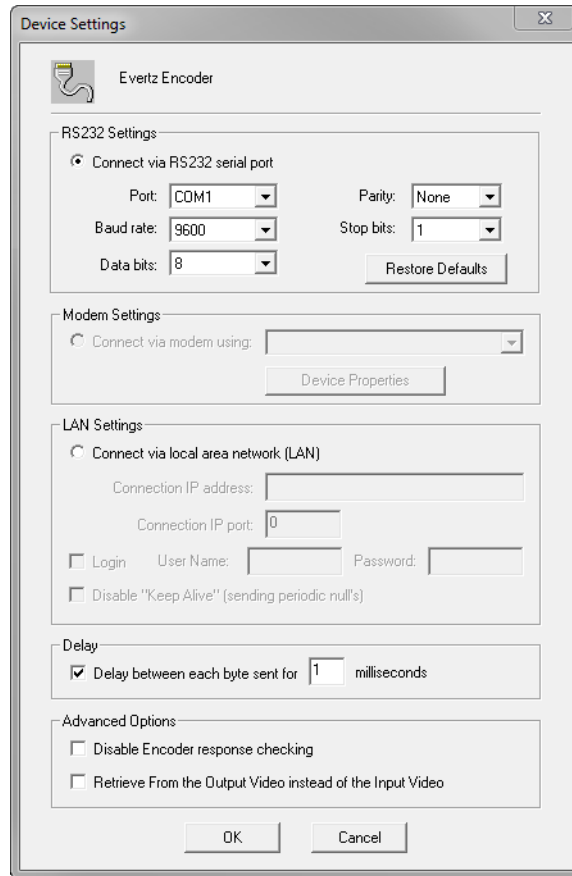 Device Settings
Evertz Encoder
RS232 Settings
Connect via RS232 serial port
Port: COM1 Parity: None
Baud rate: 9600 Stop bits: 1
Data bits: 8 Restore Defaults
Modem Settings
Connect via modem using:
Device Properties
LAN Settings
Connect via local area network (LAN)
Connection IP address:
Connection IP port: 0
Login User Name: Password:
Disable "Keep Alive" (sending periodic null's)
Delay
Delay between each byte sent for 1 milliseconds
Advanced Options
Disable Encoder response checking
Retrieve From the Output Video instead of the Input Video
OK Cancel